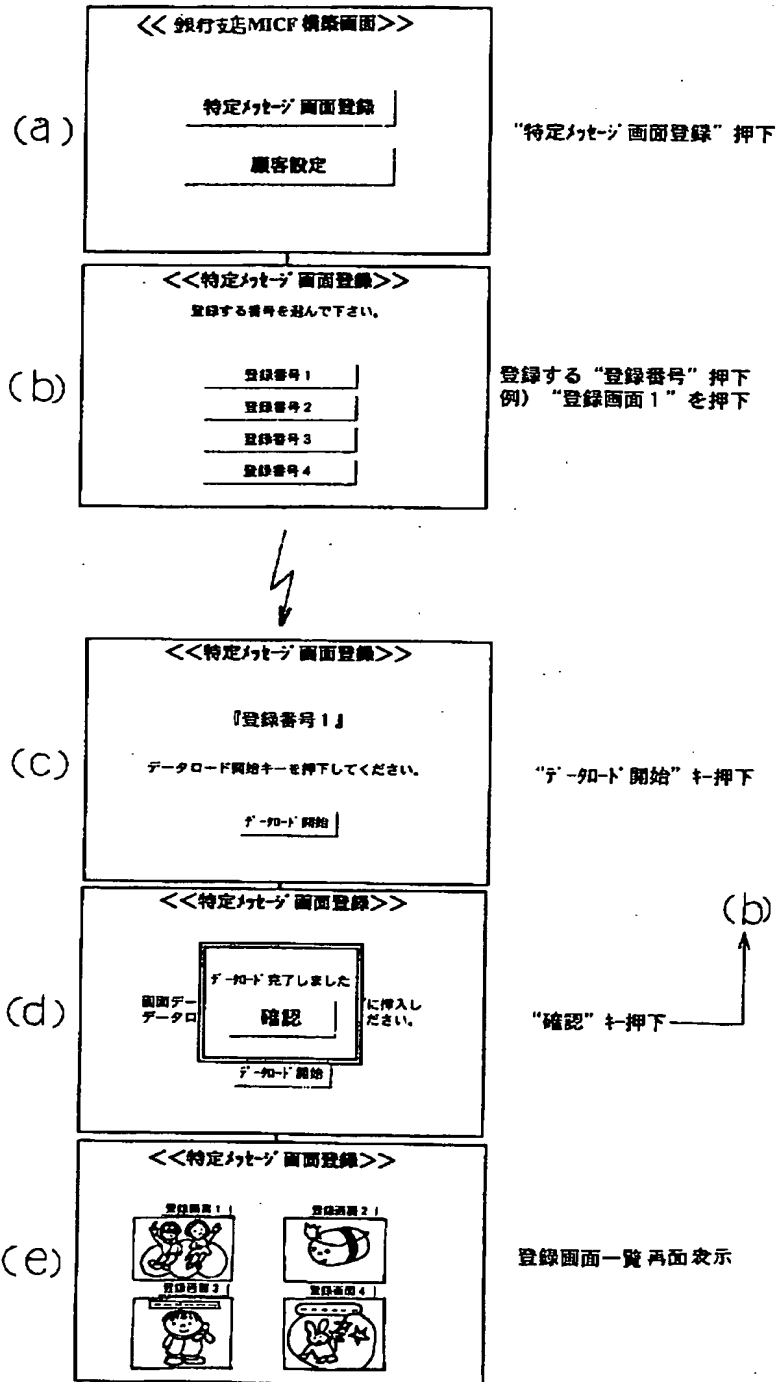 (a)
<< 銀行支店MICF 構築画面>>
特定メッセージ 画面登録
顧客設定
"特定メッセージ 画面登録" 押下
(b)
<<特定メッセージ 画面登録>>
登録する番号を選んで下さい。
登録番号1
登録番号2
登録番号3
登録番号4
登録する "登録番号" 押下
例) "登録画面1" を押下
(c)
<<特定メッセージ 画面登録>>
『登録番号1』
データロード開始キーを押下してください。
データロード 開始
"データロード 開始" キー押下
(d)
<<特定メッセージ 画面登録>>
データロード 完了しました
画面デー
に挿入し
データロ
ださい。
確認
データロード 開始
"確認" キー押下
(b)
(e)
<<特定メッセージ 画面登録>>
登録画面1
登録画面2
登録画面3
登録画面4
登録画面一覧 画面表示